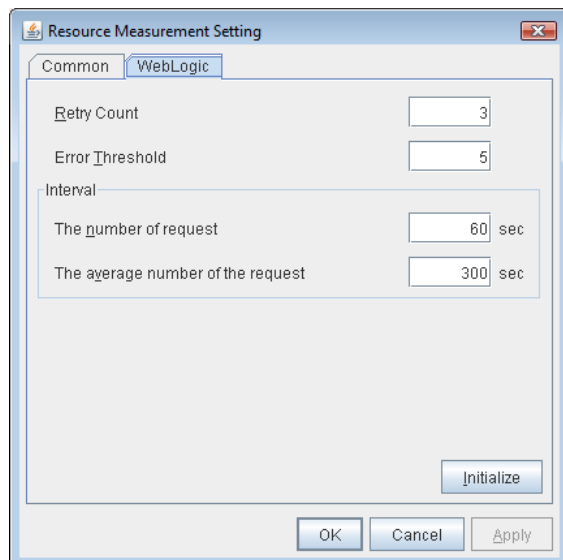 Resource Measurement Setting
Common WebLogic
Retry Count 3
Error Threshold 5
Interval
The number of request 60 sec
The average number of the request 300 sec
Initialize
OK Cancel Apply